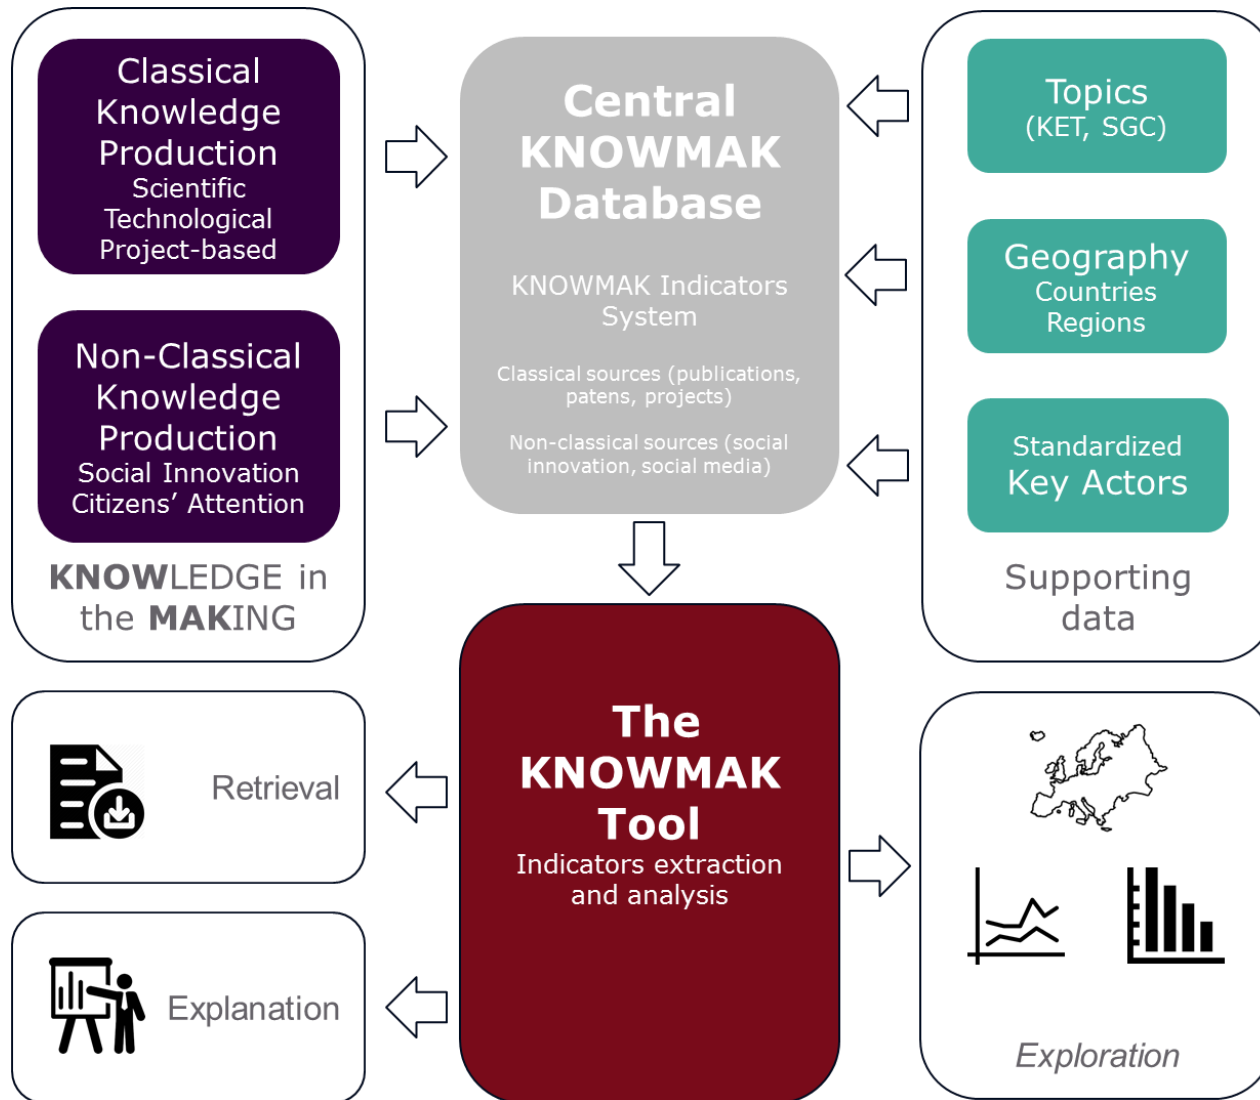 Classical
Knowledge
Production
Scientific
Technological
Project-based
Non-Classical
Knowledge
Production
Social Innovation
Citizens’ Attention
KNOWLEDGE in
the MAKING
Central
KNOWMAK
Database
KNOWMAK Indicators
System
Classical sources (publications,
patens, projects)
Non-classical sources (social
innovation, social media)
Topics
(KET, SGC)
Geography
Countries
Regions
Standardized
Key Actors
Supporting
data
The
KNOWMAK
Tool
Indicators extraction
and analysis
Retrieval
Explanation
Exploration